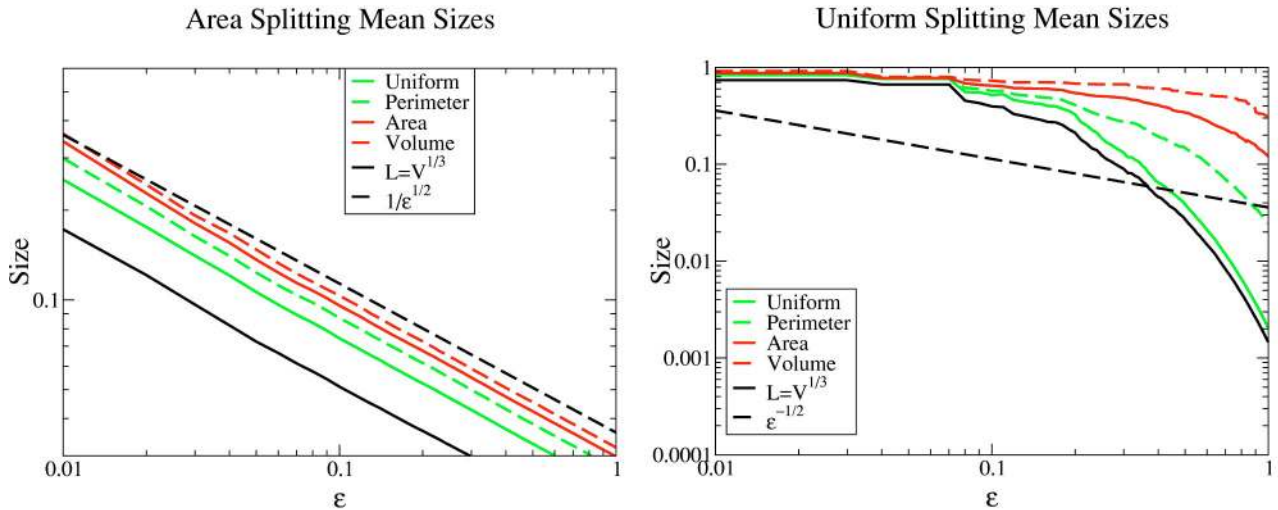 Area Splitting Mean Sizes
Size
0.1
0.01
0.1
1
ε
Uniform
Perimeter
Area
Volume
L=V^{1/3}
1/ε^{1/2}
Uniform Splitting Mean Sizes
Size
1
0.1
0.01
0.001
0.0001
0.01
0.1
1
ε
Uniform
Perimeter
Area
Volume
L=V^{1/3}
ε^{-1/2}